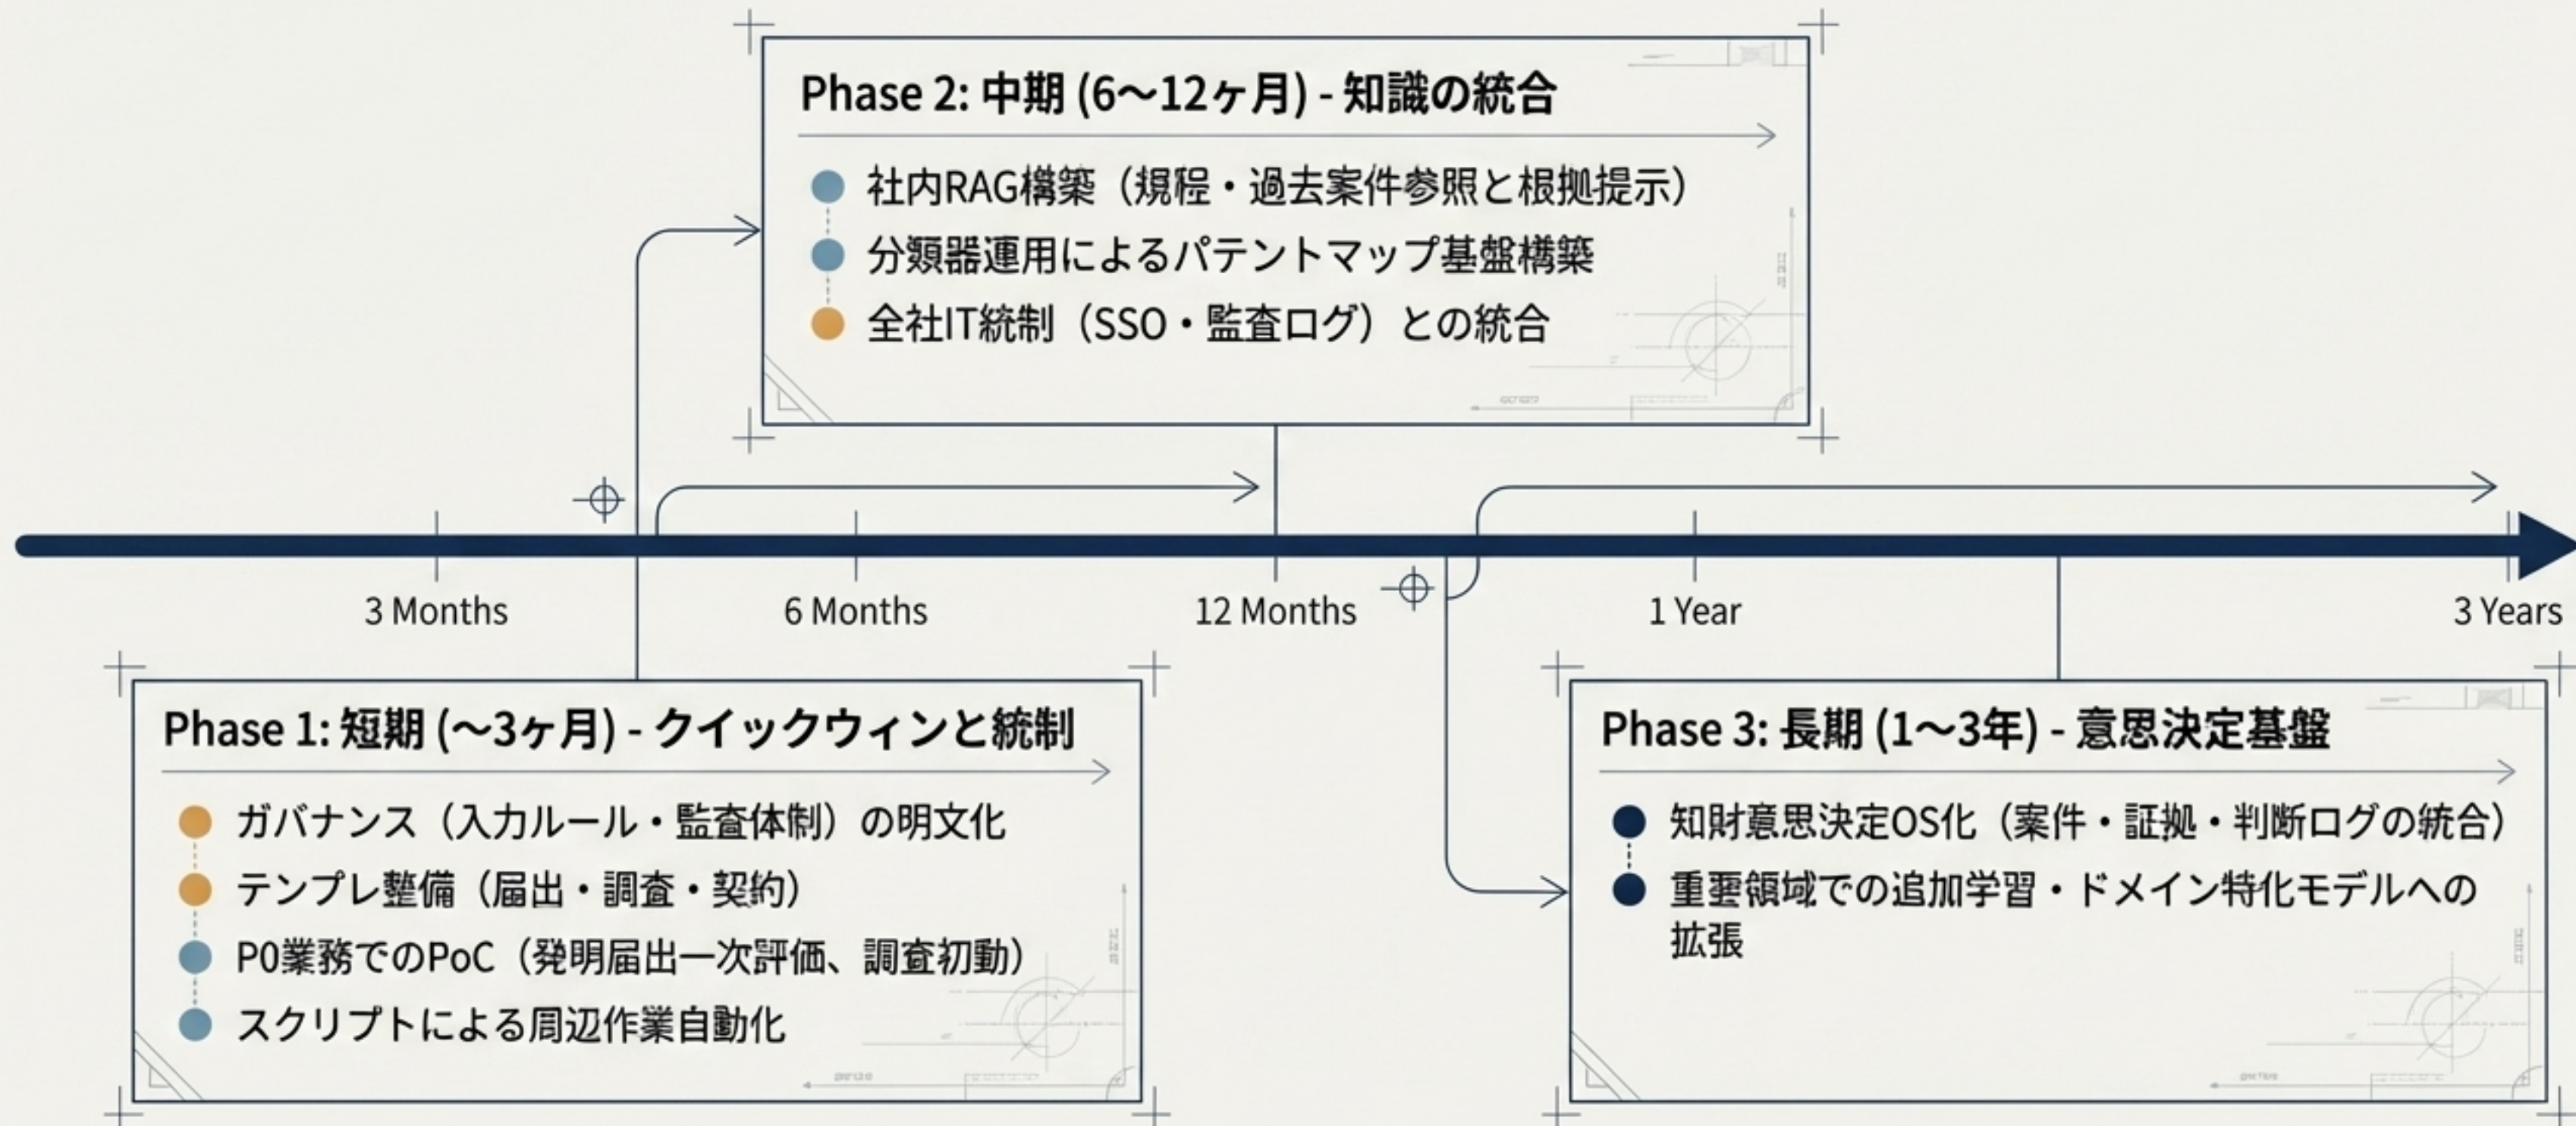 Phase 2: 中期 (6〜12ヶ月) - 知識の統合
社内RAG構築（規程・過去案件参照と根拠提示）
分類器運用によるパテントマップ基盤構築
全社IT統制（SSO・監査ログ）との統合
3 Months
6 Months
12 Months
1 Year
3 Years
Phase 1: 短期 (〜3ヶ月) - クイックウィンと統制
ガバナンス（入力ルール・監査体制）の明文化
テンプレ整備（届出・調査・契約）
P0業務でのPoC（発明届出一次評価、調査初動）
スクリプトによる周辺作業自動化
Phase 3: 長期 (1〜3年) - 意思決定基盤
知財意思決定OS化（案件・証拠・判断ログの統合）
重要領域での追加学習・ドメイン特化モデルへの
拡張